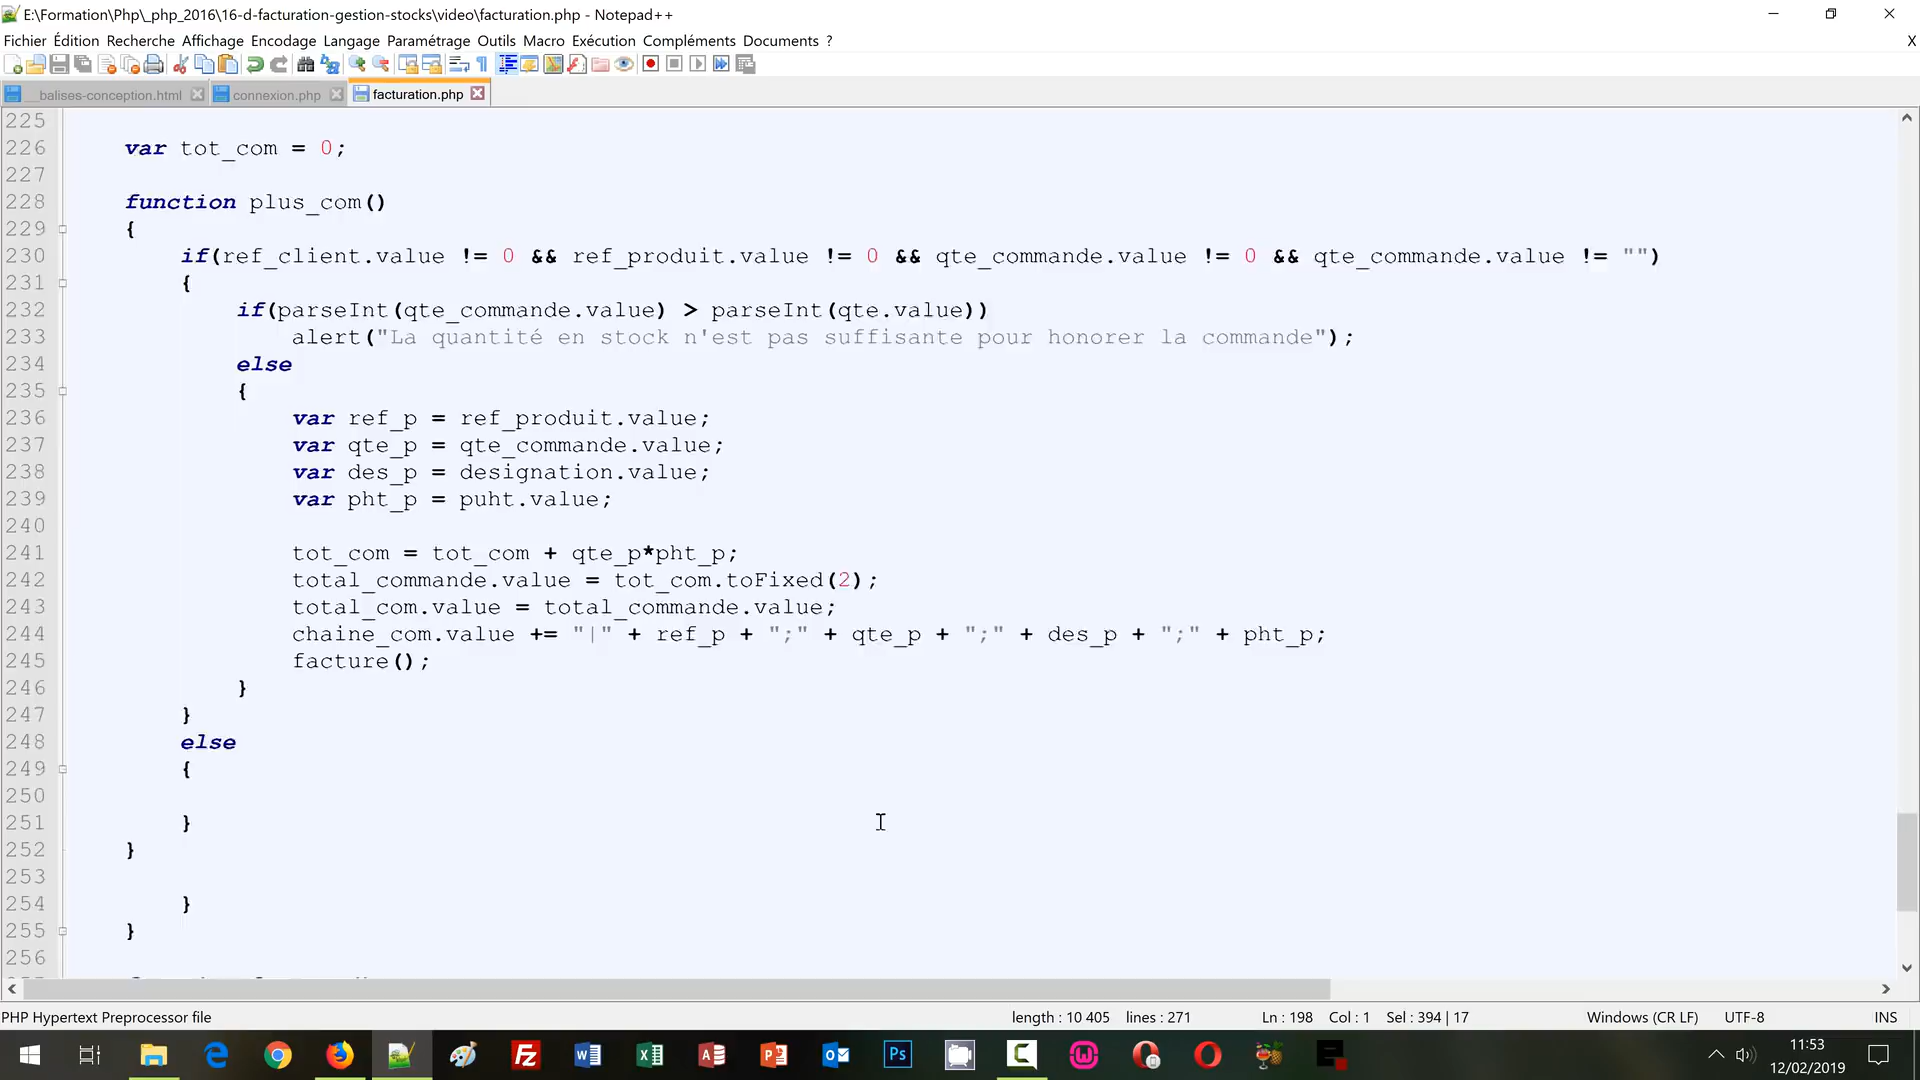 E:\Formation\Php\_php_2016\16-d-facturation-gestion-stocks\video\facturation.php - Notepad++
Fichier Édition Recherche Affichage Encodage Langage Paramétrage Outils Macro Exécution Compléments Documents ? X
__balises-conception.html connexion.php facturation.php
225
226 var tot_com = 0;
227
228 function plus_com()
229 {
230 if(ref_client.value != 0 && ref_produit.value != 0 && qte_commande.value != 0 && qte_commande.value != "")
231 {
232 if(parseInt(qte_commande.value) > parseInt(qte.value))
233 alert("La quantité en stock n'est pas suffisante pour honorer la commande");
234 else
235 {
236 var ref_p = ref_produit.value;
237 var qte_p = qte_commande.value;
238 var des_p = designation.value;
239 var pht_p = puht.value;
240
241 tot_com = tot_com + qte_p*pht_p;
242 total_commande.value = tot_com.toFixed(2);
243 total_com.value = total_commande.value;
244 chaine_com.value += "|" + ref_p + ";" + qte_p + ";" + des_p + ";" + pht_p;
245 facture();
246 }
247 }
248 else
249 {
250
251 }
252 }
253
254 }
255 }
256
PHP Hypertext Preprocessor file length : 10 405 lines : 271 Ln : 198 Col : 1 Sel : 394 | 17 Windows (CR LF) UTF-8 INS
11:53
12/02/2019